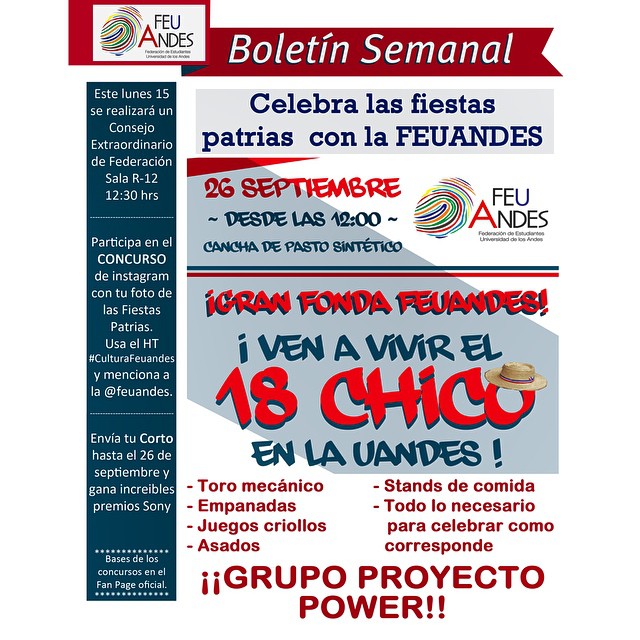 FEU
ANDES
Federación de Estudiantes
Universidad de los Andes
Boletín Semanal
Este lunes 15
se realizará un
Consejo
Extraordinario
de Federación
Sala R-12
12:30 hrs
Participa en el
CONCURSO
de instagram
con tu foto de
las Fiestas
Patrias.
Usa el HT
#CulturaFeuandes
y menciona a
la @feuandes.
Envía tu Corto
hasta el 26 de
septiembre y
gana increibles
premios Sony
Bases de los
concursos en el
Fan Page oficial.
Celebra las fiestas
patrias con la FEUANDES
26 SEPTIEMBRE
~ DESDE LAS 12:00 ~
CANCHA DE PASTO SINTÉTICO
FEU
ANDES
Federación de Estudiantes
Universidad de los Andes
¡GRAN FONDA FEUANDES!
¡ VEN A VIVIR EL
18 CHICO
EN LA UANDES !
- Toro mecánico
- Empanadas
- Juegos criollos
- Asados
- Stands de comida
- Todo lo necesario
para celebrar como
corresponde
¡¡GRUPO PROYECTO
POWER!!